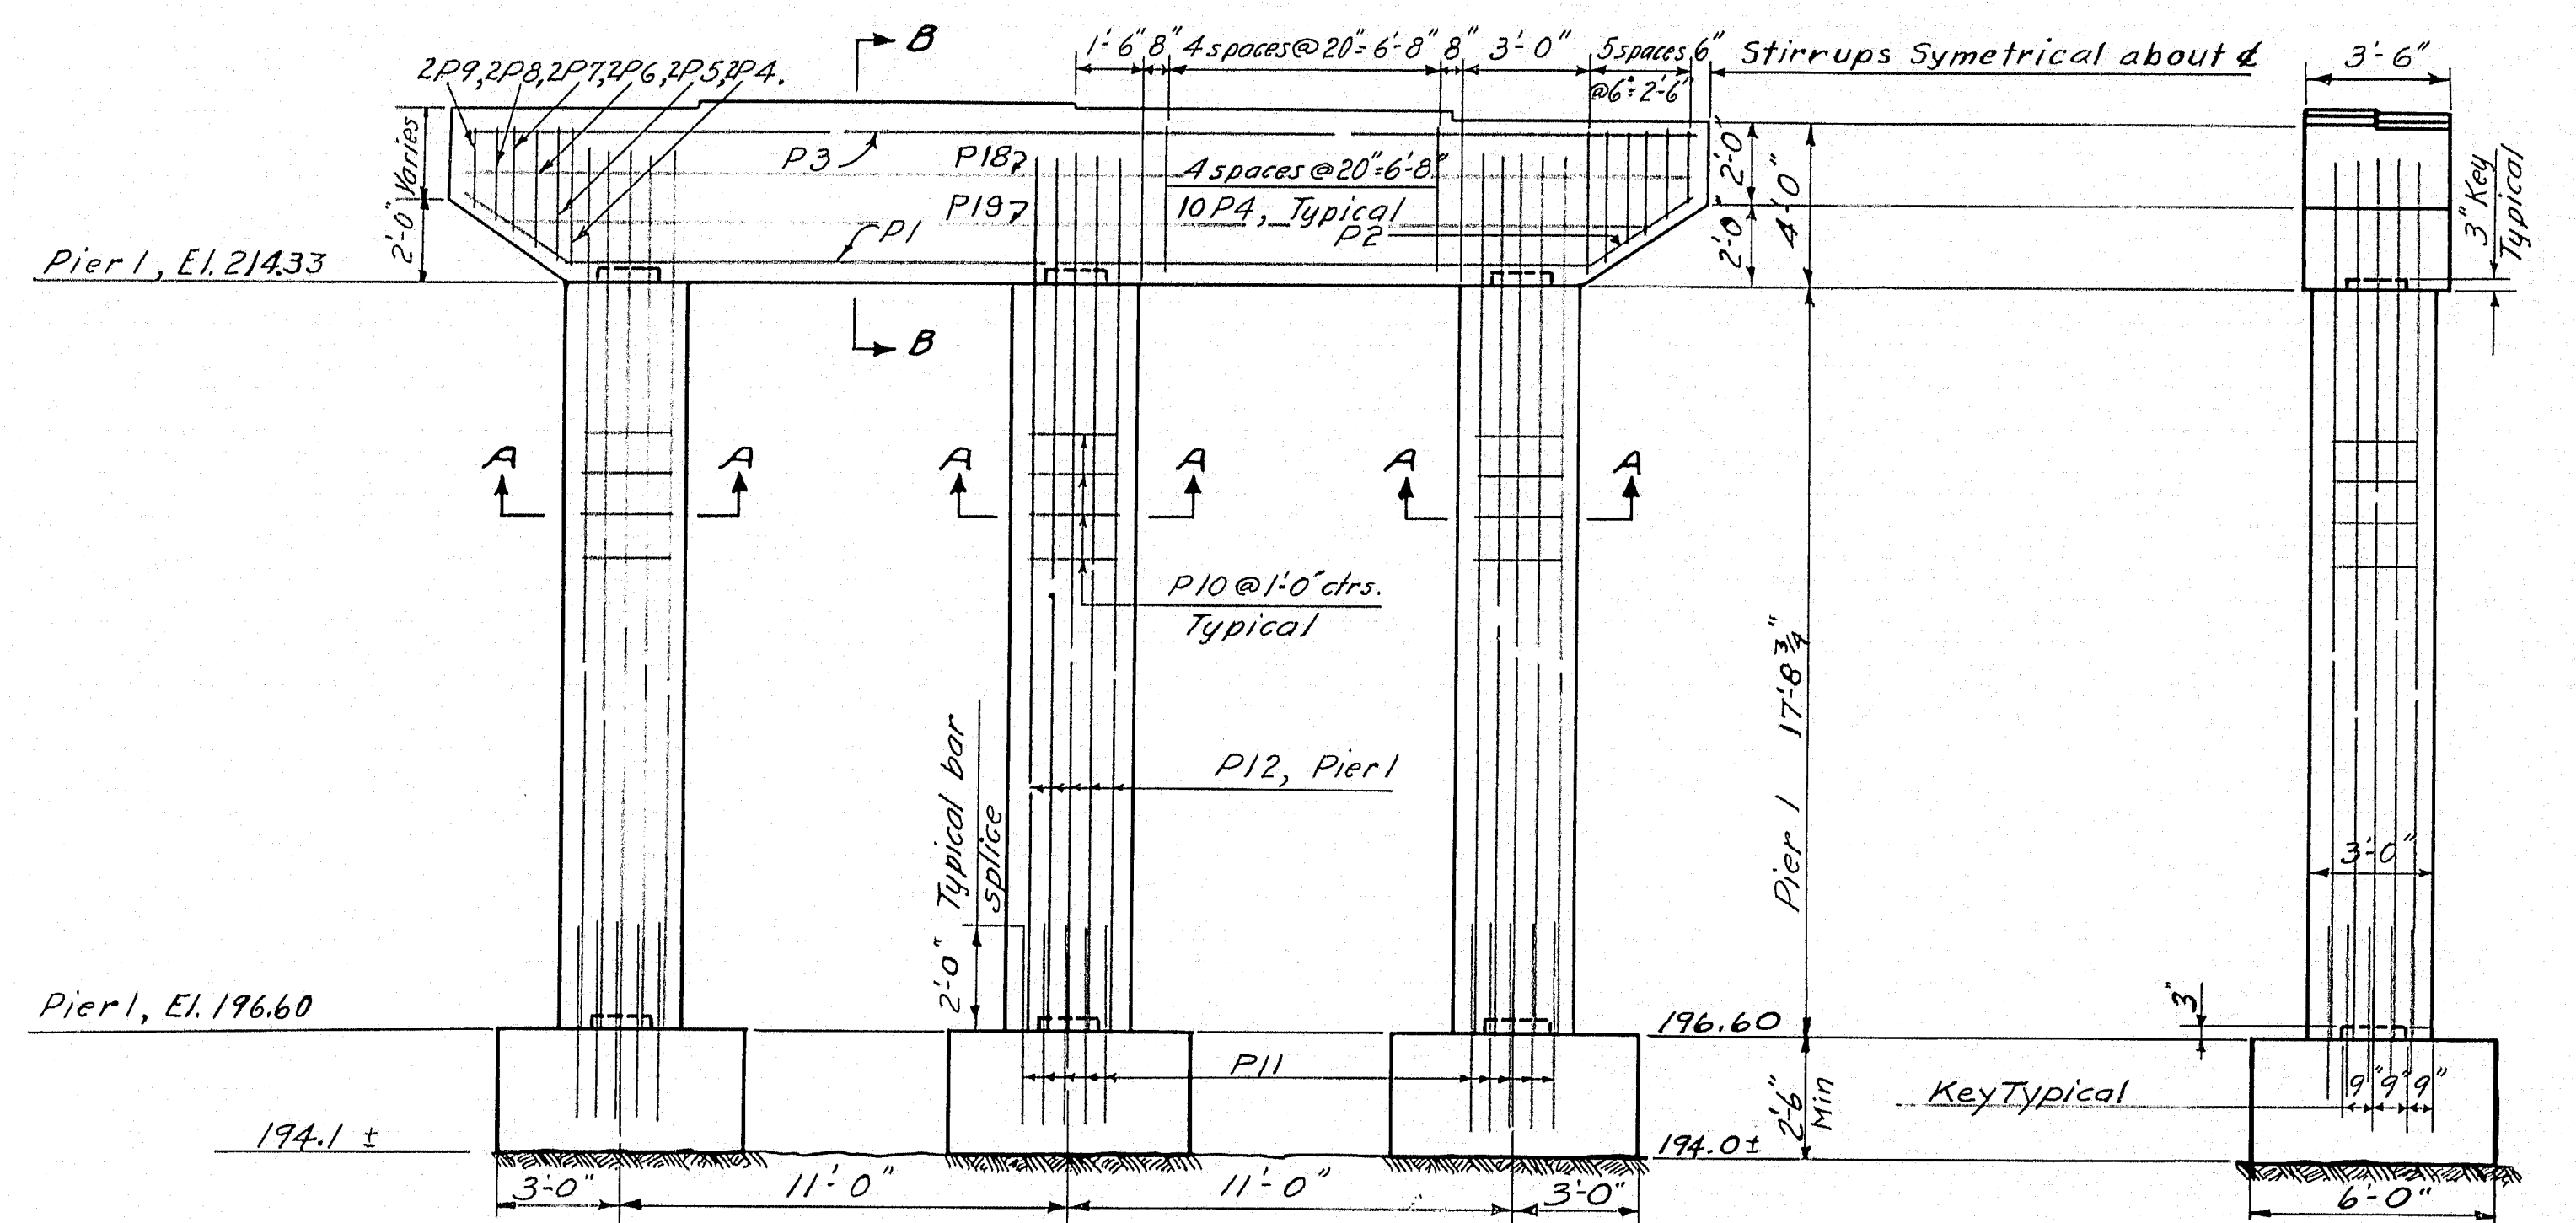 B
1'-6" 8" 4 spaces @ 20"= 6'-8" 8" 3'-0" 5 spaces 6" Stirrups Symetrical about ℄
@6"= 2'-6"
3'-6"
2P9, 2P8, 2P7, 2P6, 2P5, 2P4.
Varies
2'-0"
P3
P18
P19
4 spaces @ 20"= 6'-8"
10 P4, Typical
P2
P1
2'-0"
2'-0"
4'-0"
3" Key
Typical
Pier 1, El. 214.33
B
A A A A A A
P10 @ 1'-0" ctrs.
Typical
Pier 1 17'-8 3/4"
2'-0" Typical bar
splice
P12, Pier 1
3'-0"
Pier 1, El. 196.60
196.60
3"
P11
2'-6"
Min
Key Typical
9" 9" 9"
194.1 ±
194.0 ±
3'-0" 11'-0" 11'-0" 3'-0"
6'-0"